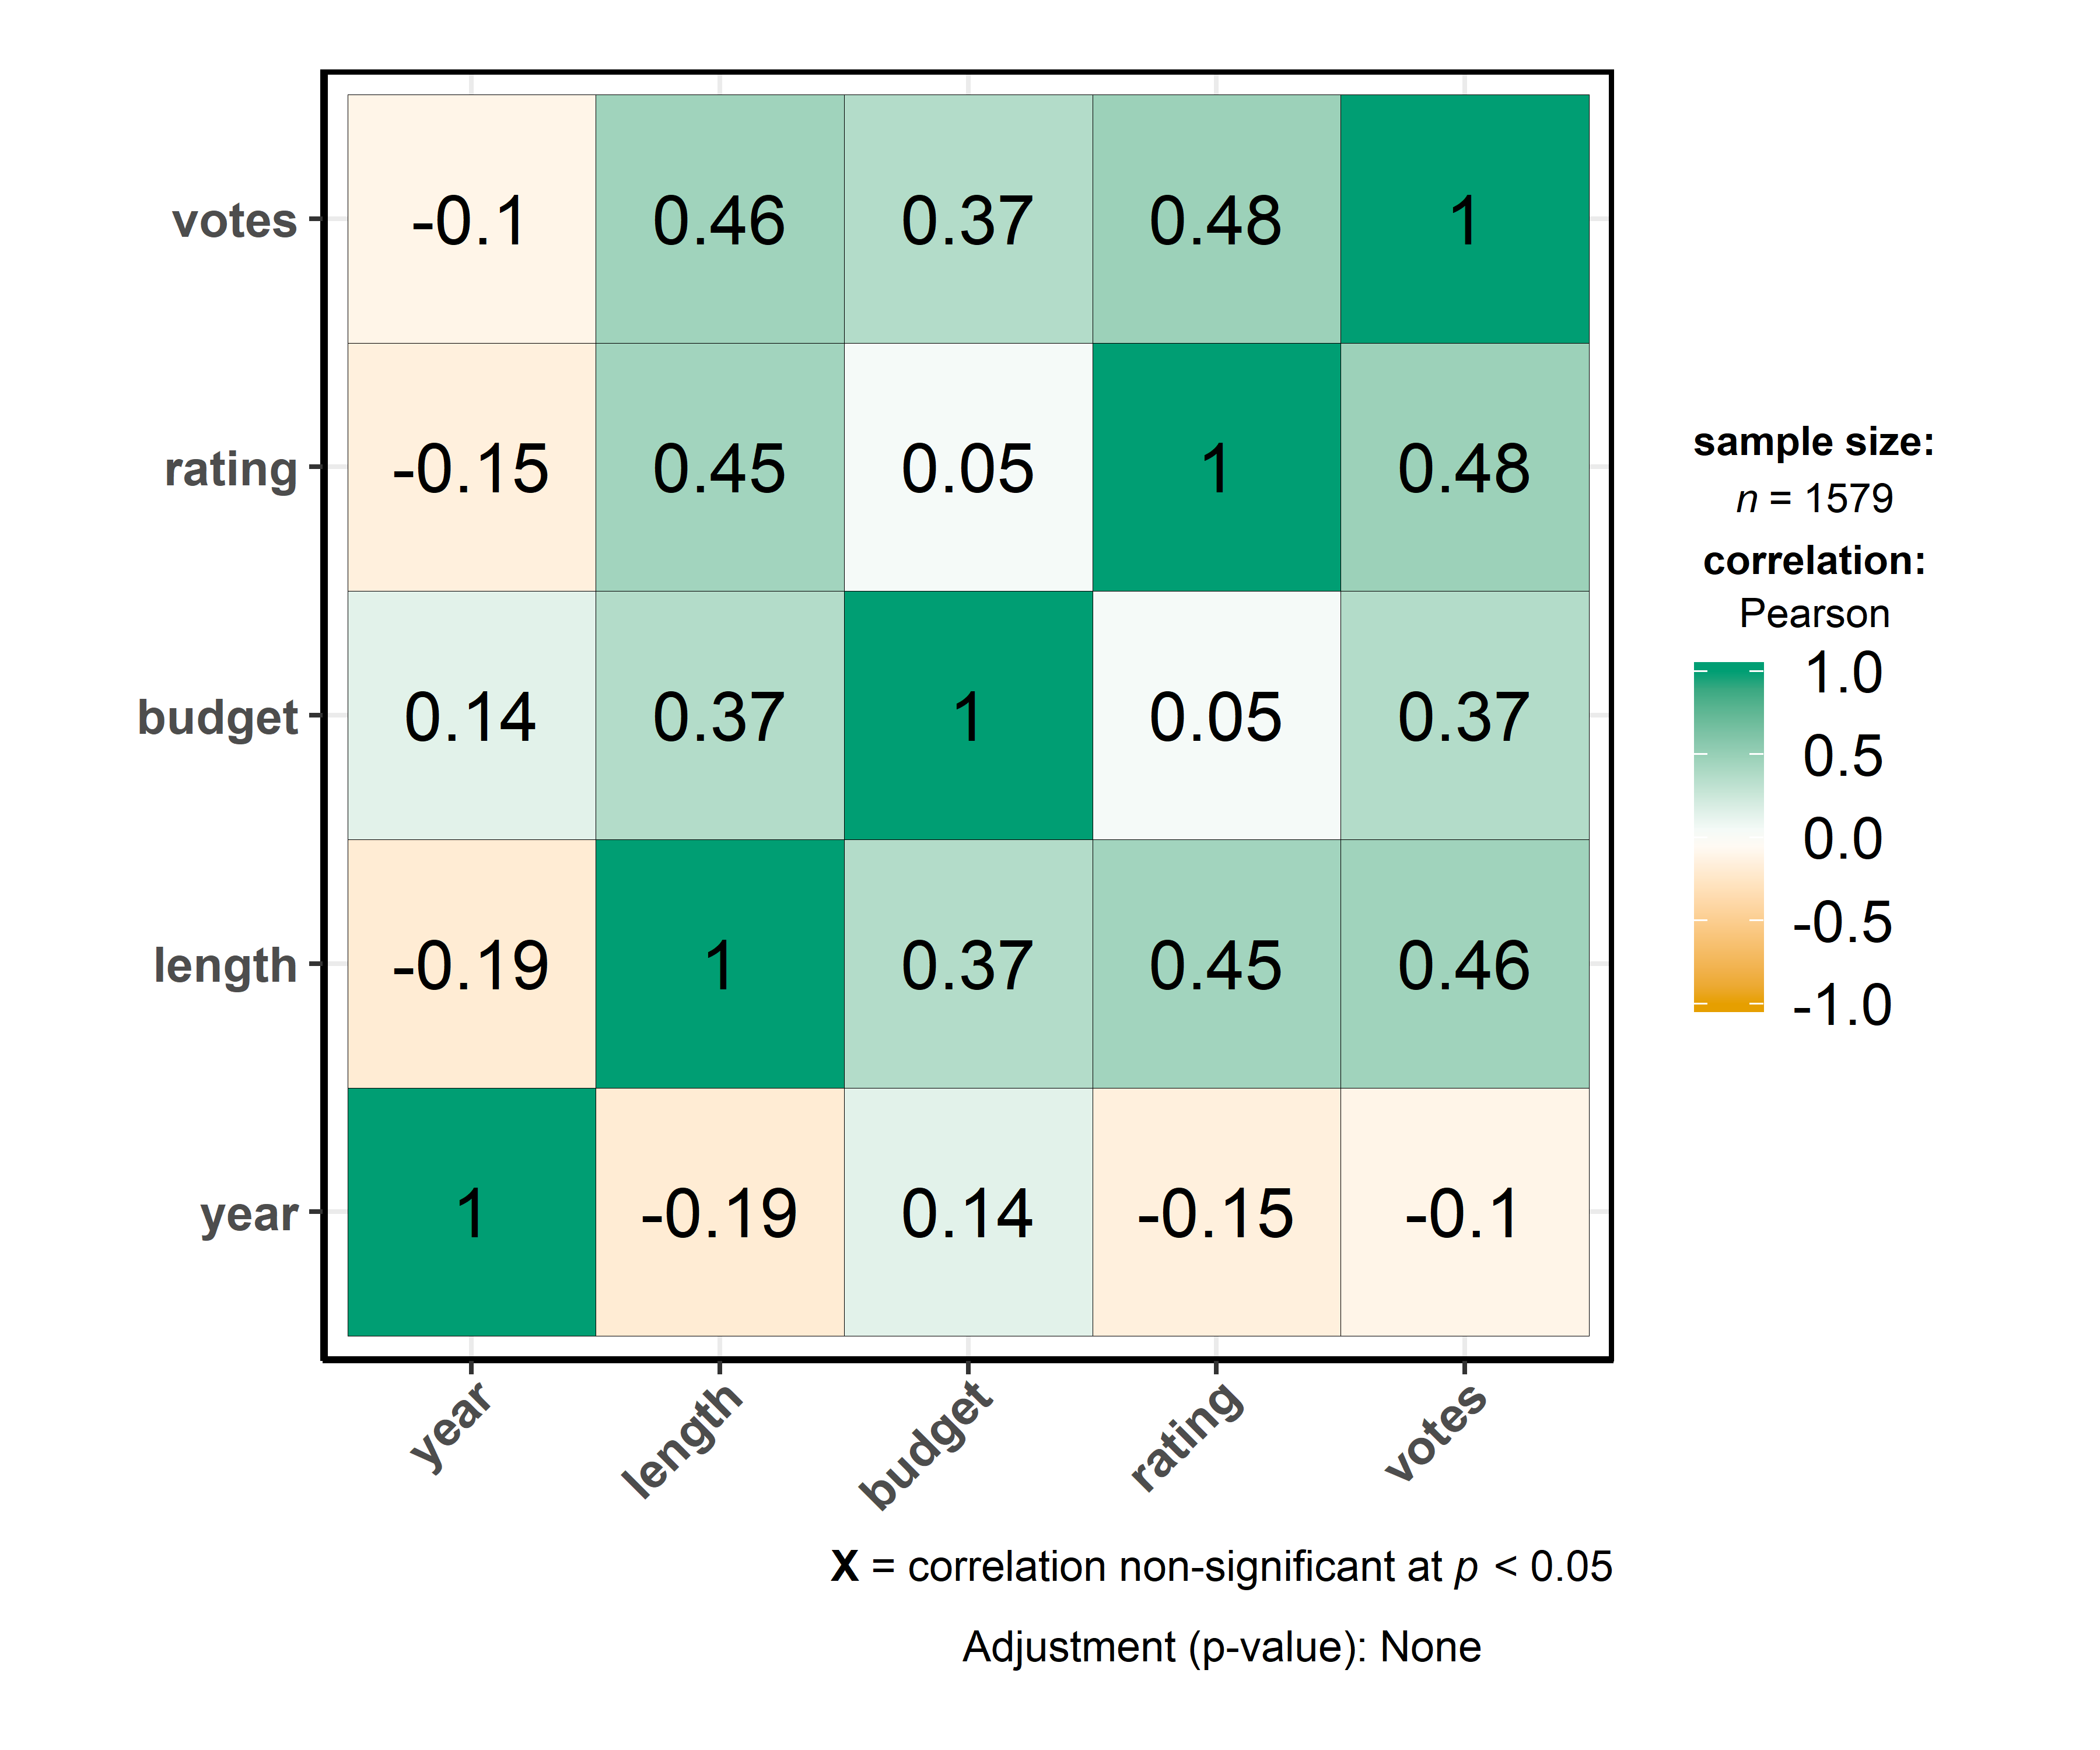 votes -0.1 0.46 0.37 0.48 1
rating -0.15 0.45 0.05 1 0.48
budget 0.14 0.37 1 0.05 0.37
length -0.19 1 0.37 0.45 0.46
year 1 -0.19 0.14 -0.15 -0.1
year length budget rating votes
sample size:
n = 1579
correlation:
Pearson
1.0
0.5
0.0
-0.5
-1.0
X = correlation non-significant at p < 0.05
Adjustment (p-value): None